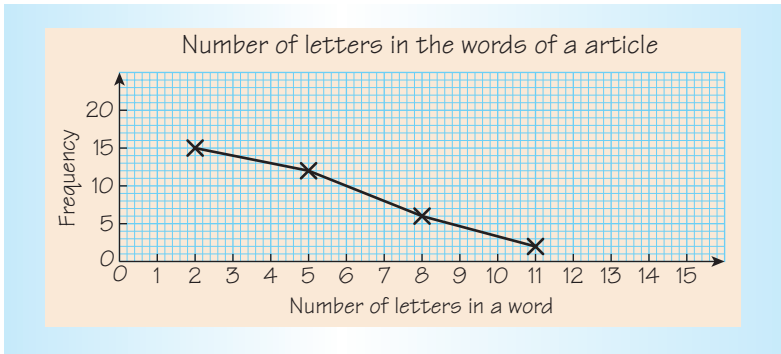 Number of letters in the words of a article
Frequency
20
15
10
5
0
0 1 2 3 4 5 6 7 8 9 10 11 12 13 14 15
Number of letters in a word